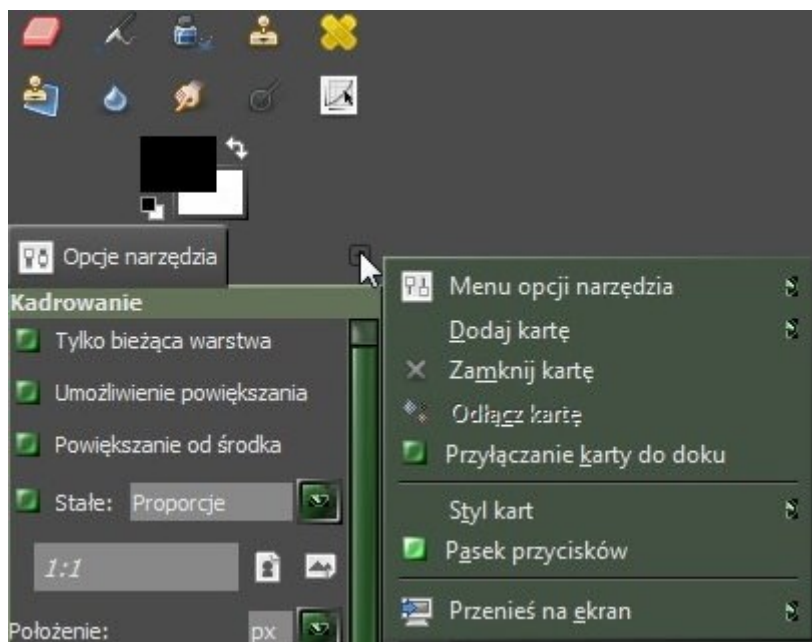 Opcje narzędzia
Kadrowanie
Tylko bieżąca warstwa
Umożliwienie powiększania
Powiększanie od środka
Stałe: Proporcje
1:1
Położenie: px
Menu opcji narzędzia
Dodaj kartę
Zamknij kartę
Odłącz kartę
Przyłączanie karty do doku
Styl kart
Pasek przycisków
Przenieś na ekran